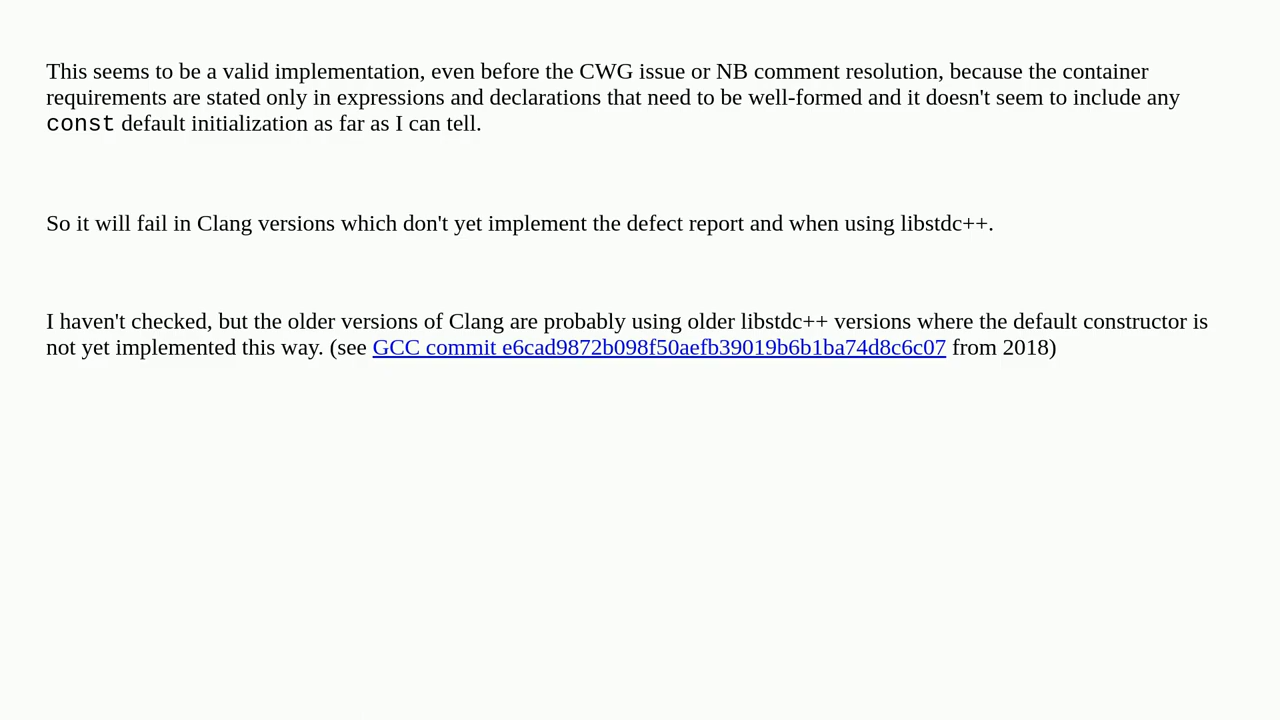 This seems to be a valid implementation, even before the CWG issue or NB comment resolution, because the container
requirements are stated only in expressions and declarations that need to be well-formed and it doesn't seem to include any
const default initialization as far as I can tell.
So it will fail in Clang versions which don't yet implement the defect report and when using libstdc++.
I haven't checked, but the older versions of Clang are probably using older libstdc++ versions where the default constructor is
not yet implemented this way. (see GCC commit e6cad9872b098f50aefb39019b6b1ba74d8c6c07 from 2018)